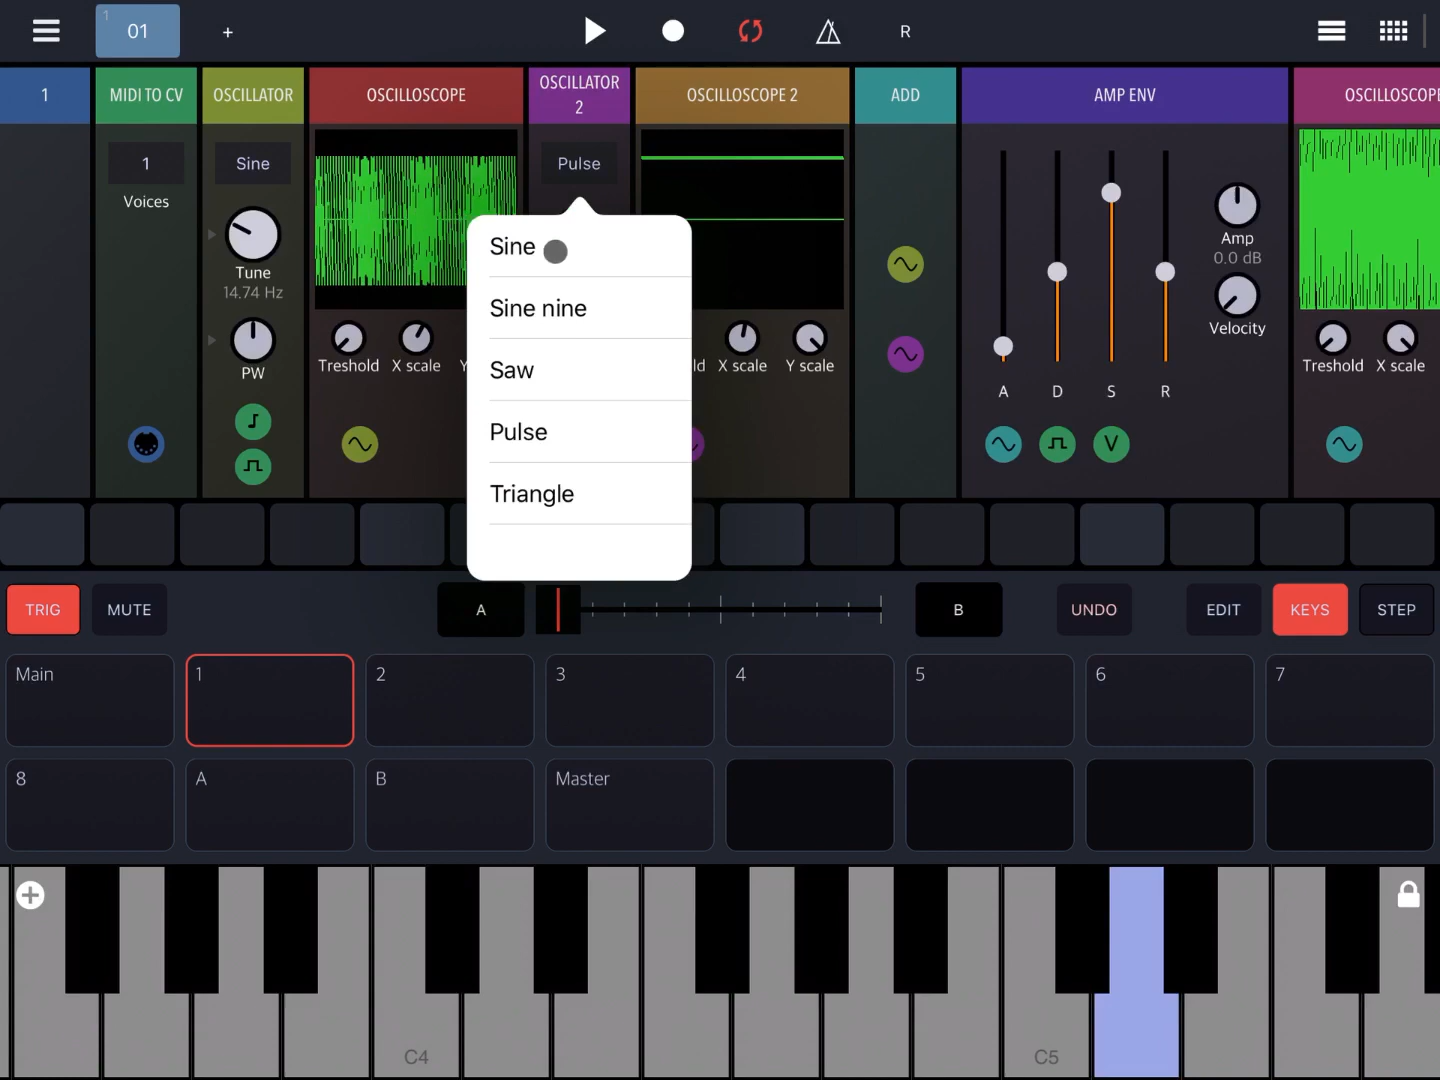 1
01
+
R
1
MIDI TO CV
OSCILLATOR
OSCILLOSCOPE
OSCILLATOR
2
OSCILLOSCOPE 2
ADD
AMP ENV
OSCILLOSCOPE
1
Voices
Sine
Tune
14.74 Hz
PW
Treshold
X scale
Y
Pulse
Sine
Sine nine
Saw
Pulse
Triangle
ld
X scale
Y scale
A
D
S
R
Amp
0.0 dB
Velocity
V
Treshold
X scale
TRIG
MUTE
A
B
UNDO
EDIT
KEYS
STEP
Main
1
2
3
4
5
6
7
8
A
B
Master
C4
C5